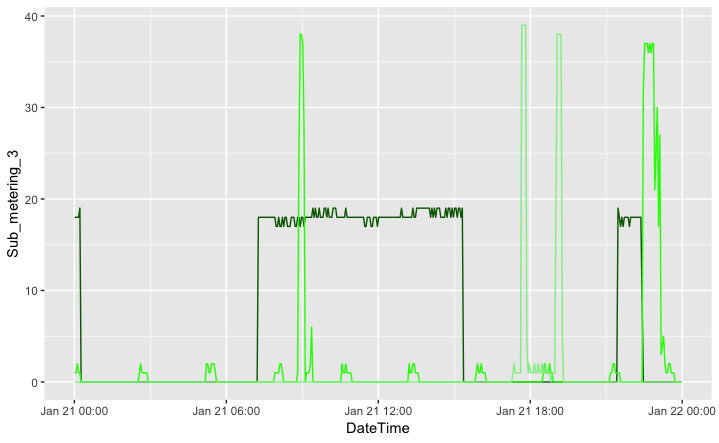 40
30
20
10
0
Sub_metering_3
Jan 21 00:00
Jan 21 06:00
Jan 21 12:00
Jan 21 18:00
Jan 22 00:00
DateTime